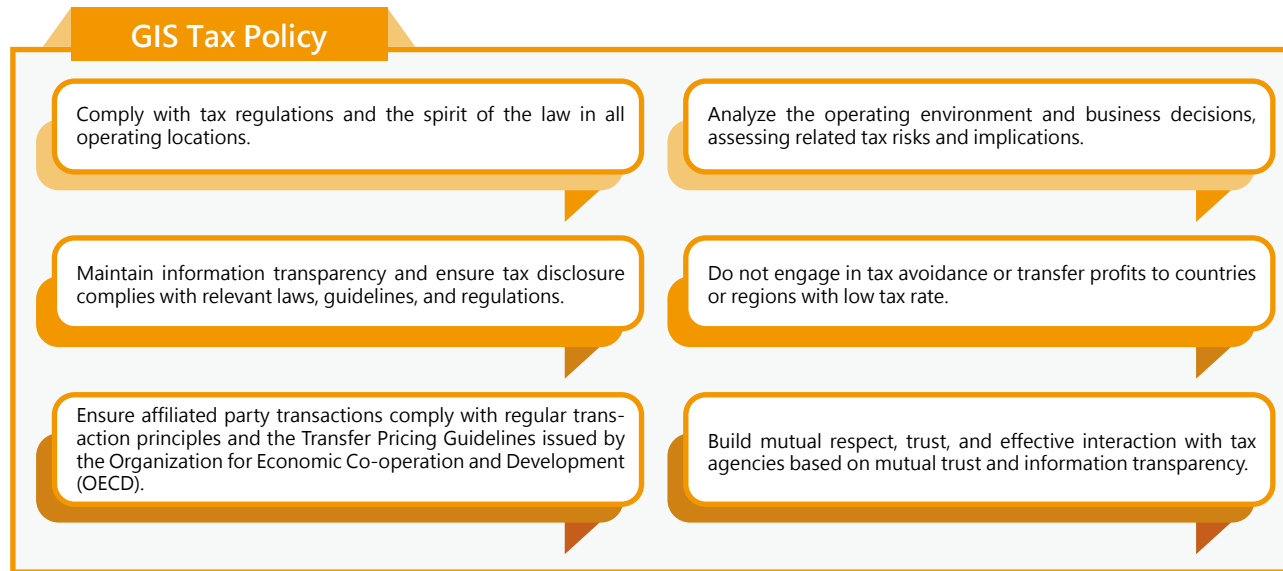 GIS Tax Policy
Comply with tax regulations and the spirit of the law in all
operating locations.
Analyze the operating environment and business decisions,
assessing related tax risks and implications.
Maintain information transparency and ensure tax disclosure
complies with relevant laws, guidelines, and regulations.
Do not engage in tax avoidance or transfer profits to countries
or regions with low tax rate.
Ensure affiliated party transactions comply with regular trans-
action principles and the Transfer Pricing Guidelines issued by
the Organization for Economic Co-operation and Development
(OECD).
Build mutual respect, trust, and effective interaction with tax
agencies based on mutual trust and information transparency.